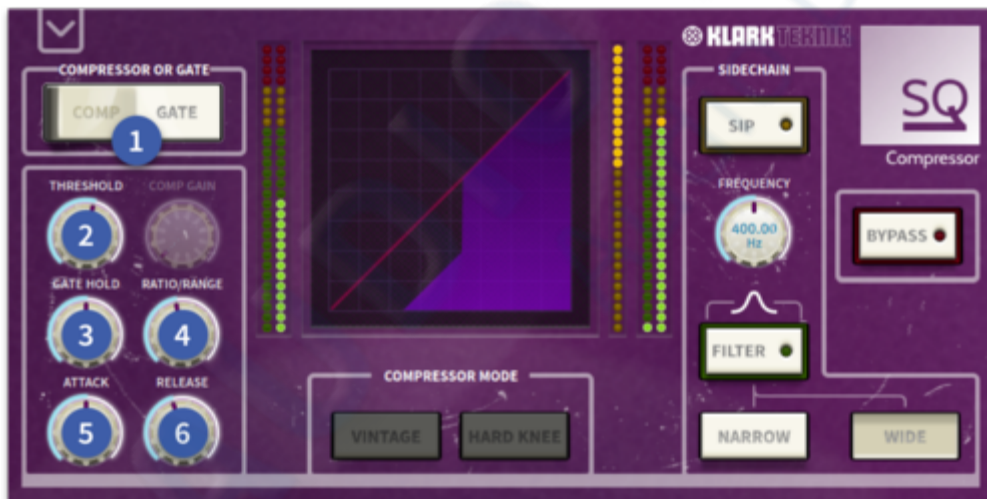 KLARK TEKNIK
COMPRESSOR OR GATE
COMP
GATE
1
SIDECHAIN
SIP
SQ
Compressor
THRESHOLD
COMP GAIN
2
FREQUENCY
400.00
Hz
BYPASS
GATE HOLD
RATIO/RANGE
3
4
FILTER
ATTACK
RELEASE
5
6
COMPRESSOR MODE
VINTAGE
HARD KNEE
NARROW
WIDE